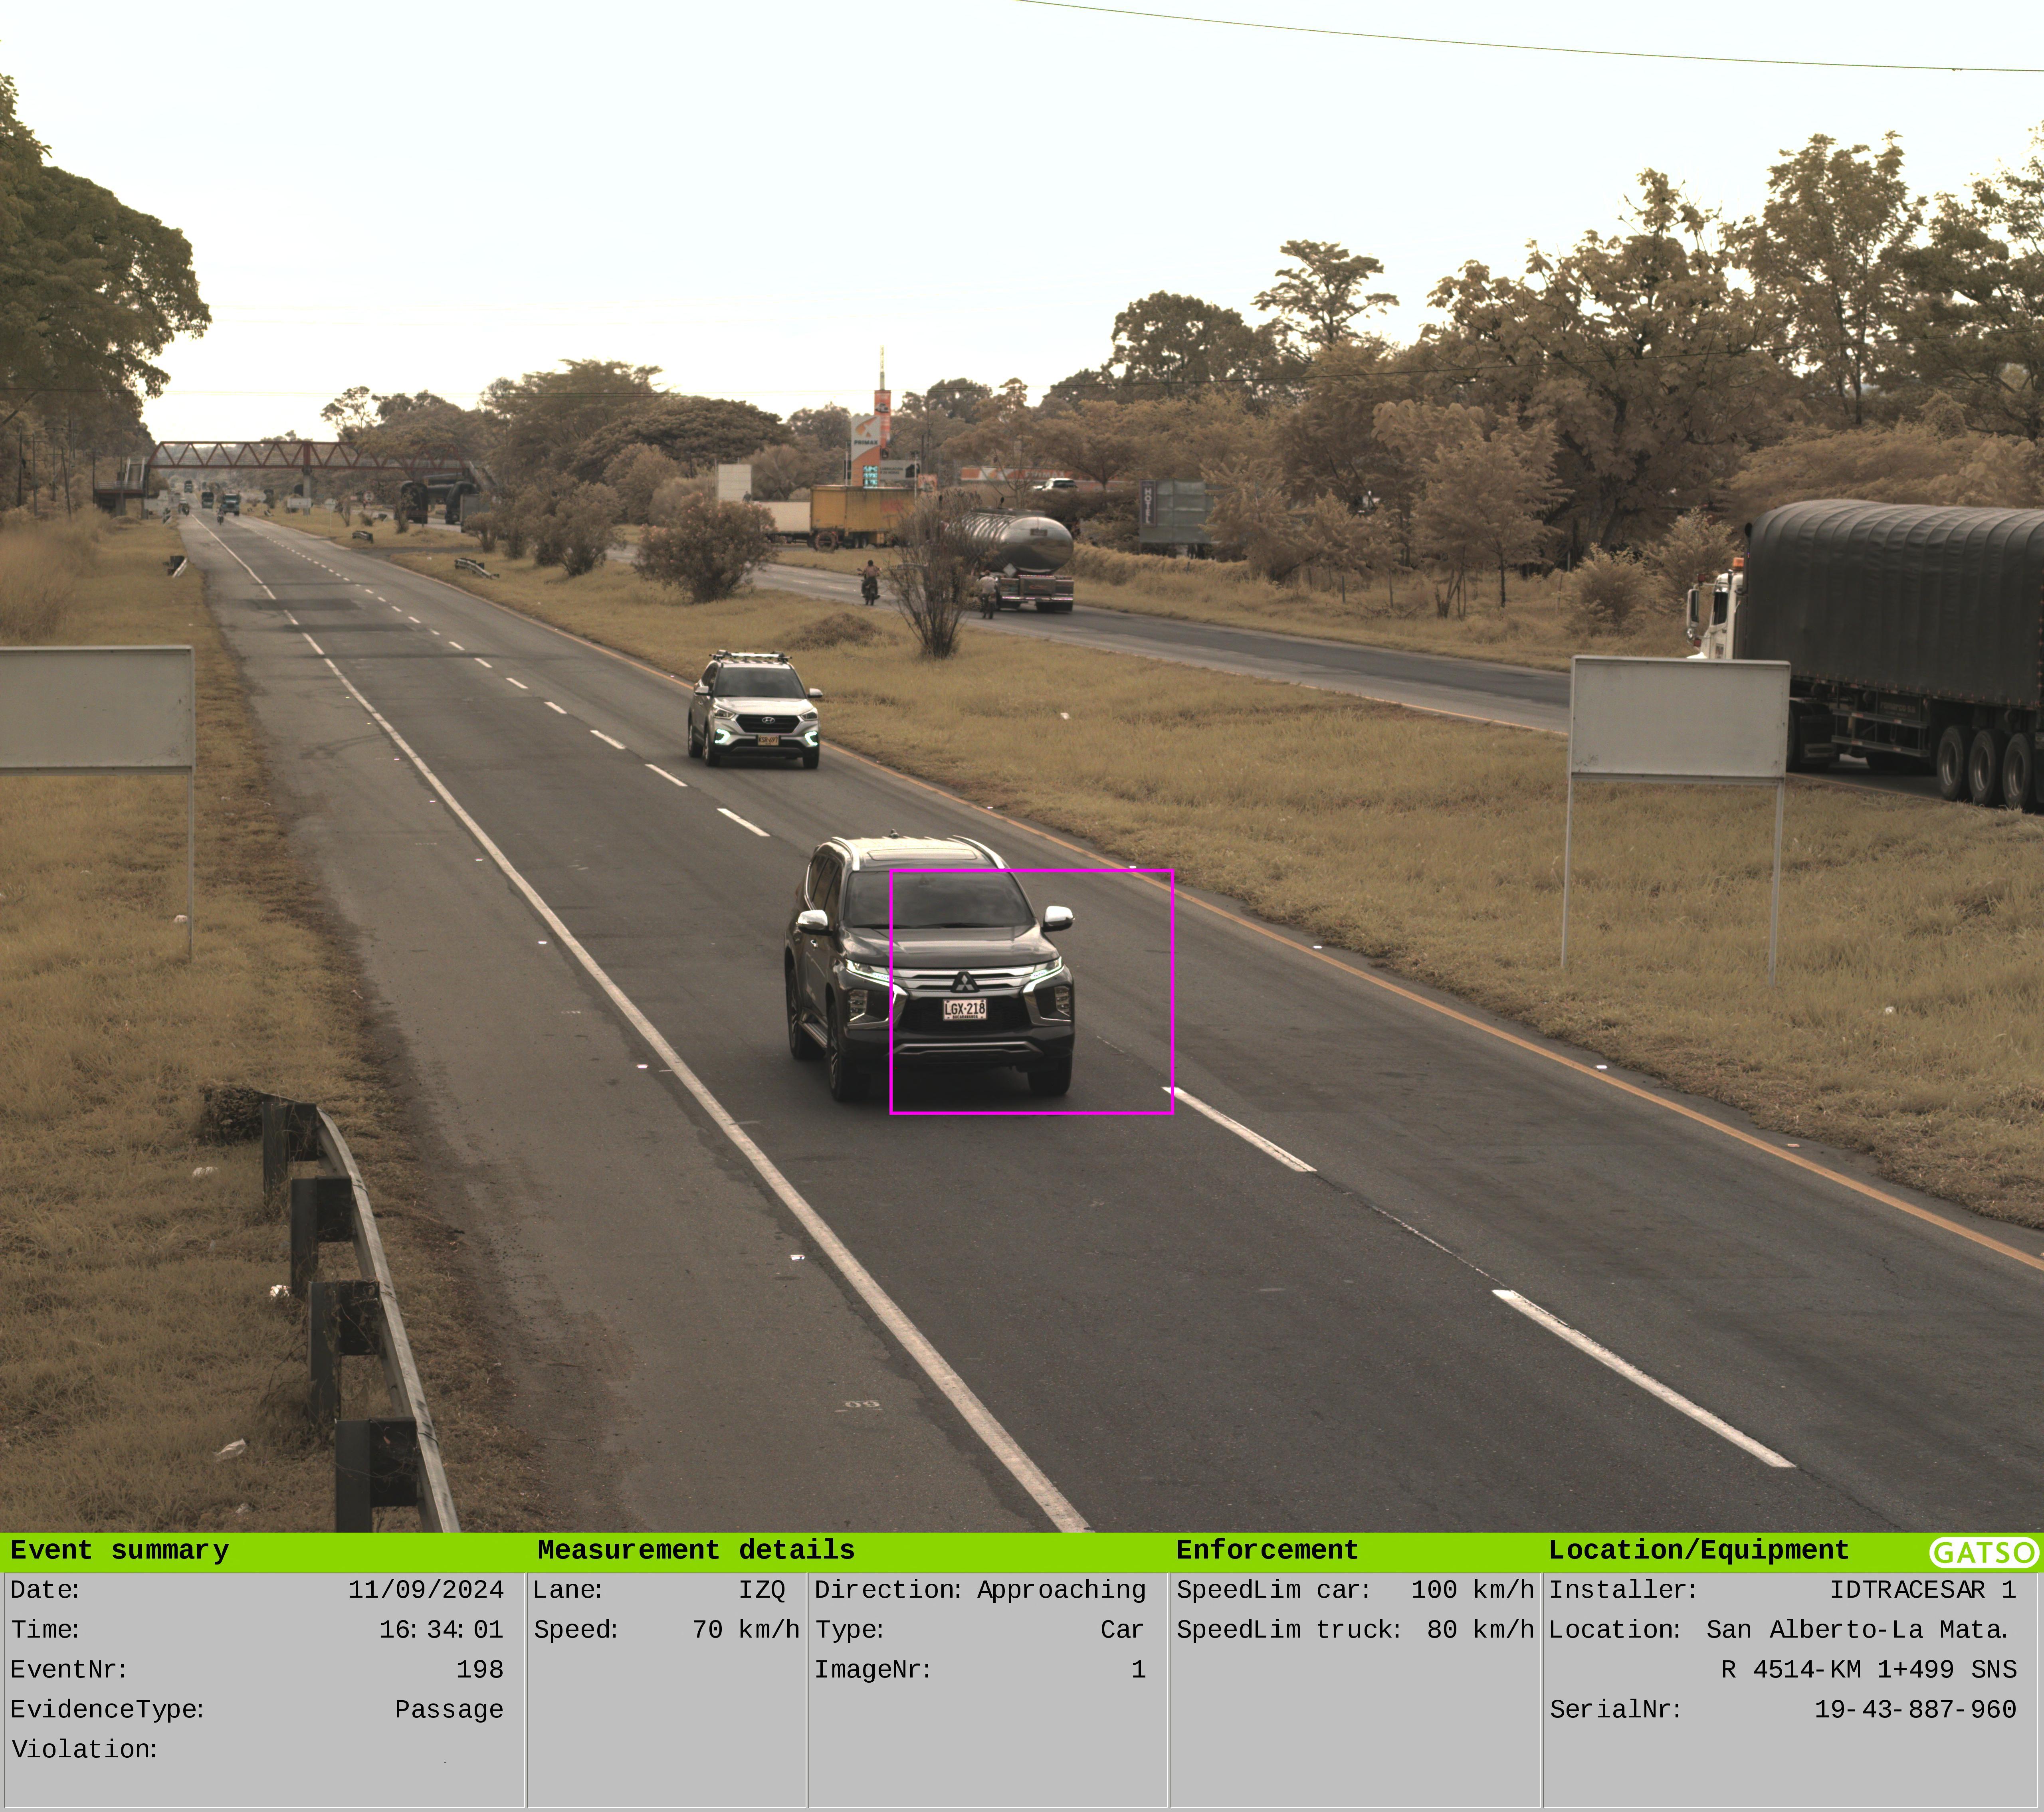 PRIMAX
HOTEL
LGX-218
BUCARAMANGA
Event summary
Measurement details
Enforcement
Location/Equipment
GATSO
Date: 11/09/2024
Time: 16:34:01
EventNr: 198
EvidenceType: Passage
Violation:
Lane: IZQ
Speed: 70 km/h
Direction: Approaching
Type: Car
ImageNr: 1
SpeedLim car: 100 km/h
SpeedLim truck: 80 km/h
Installer: IDTRACESAR 1
Location: San Alberto-La Mata.
R 4514-KM 1+499 SNS
SerialNr: 19-43-887-960